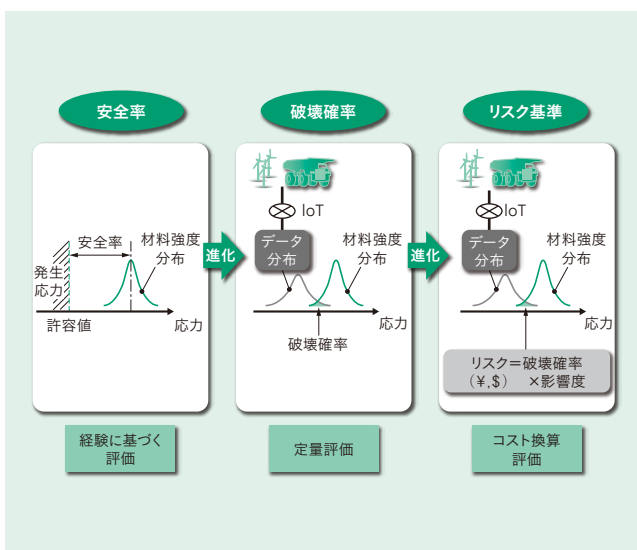 安全率
破壊確率
リスク基準
安全率
材料強度
分布
発生
応力
許容値
応力
進化
IoT
データ
分布
材料強度
分布
応力
破壊確率
進化
IoT
データ
分布
材料強度
分布
応力
リスク＝破壊確率
（¥,$）　×影響度
経験に基づく
評価
定量評価
コスト換算
評価